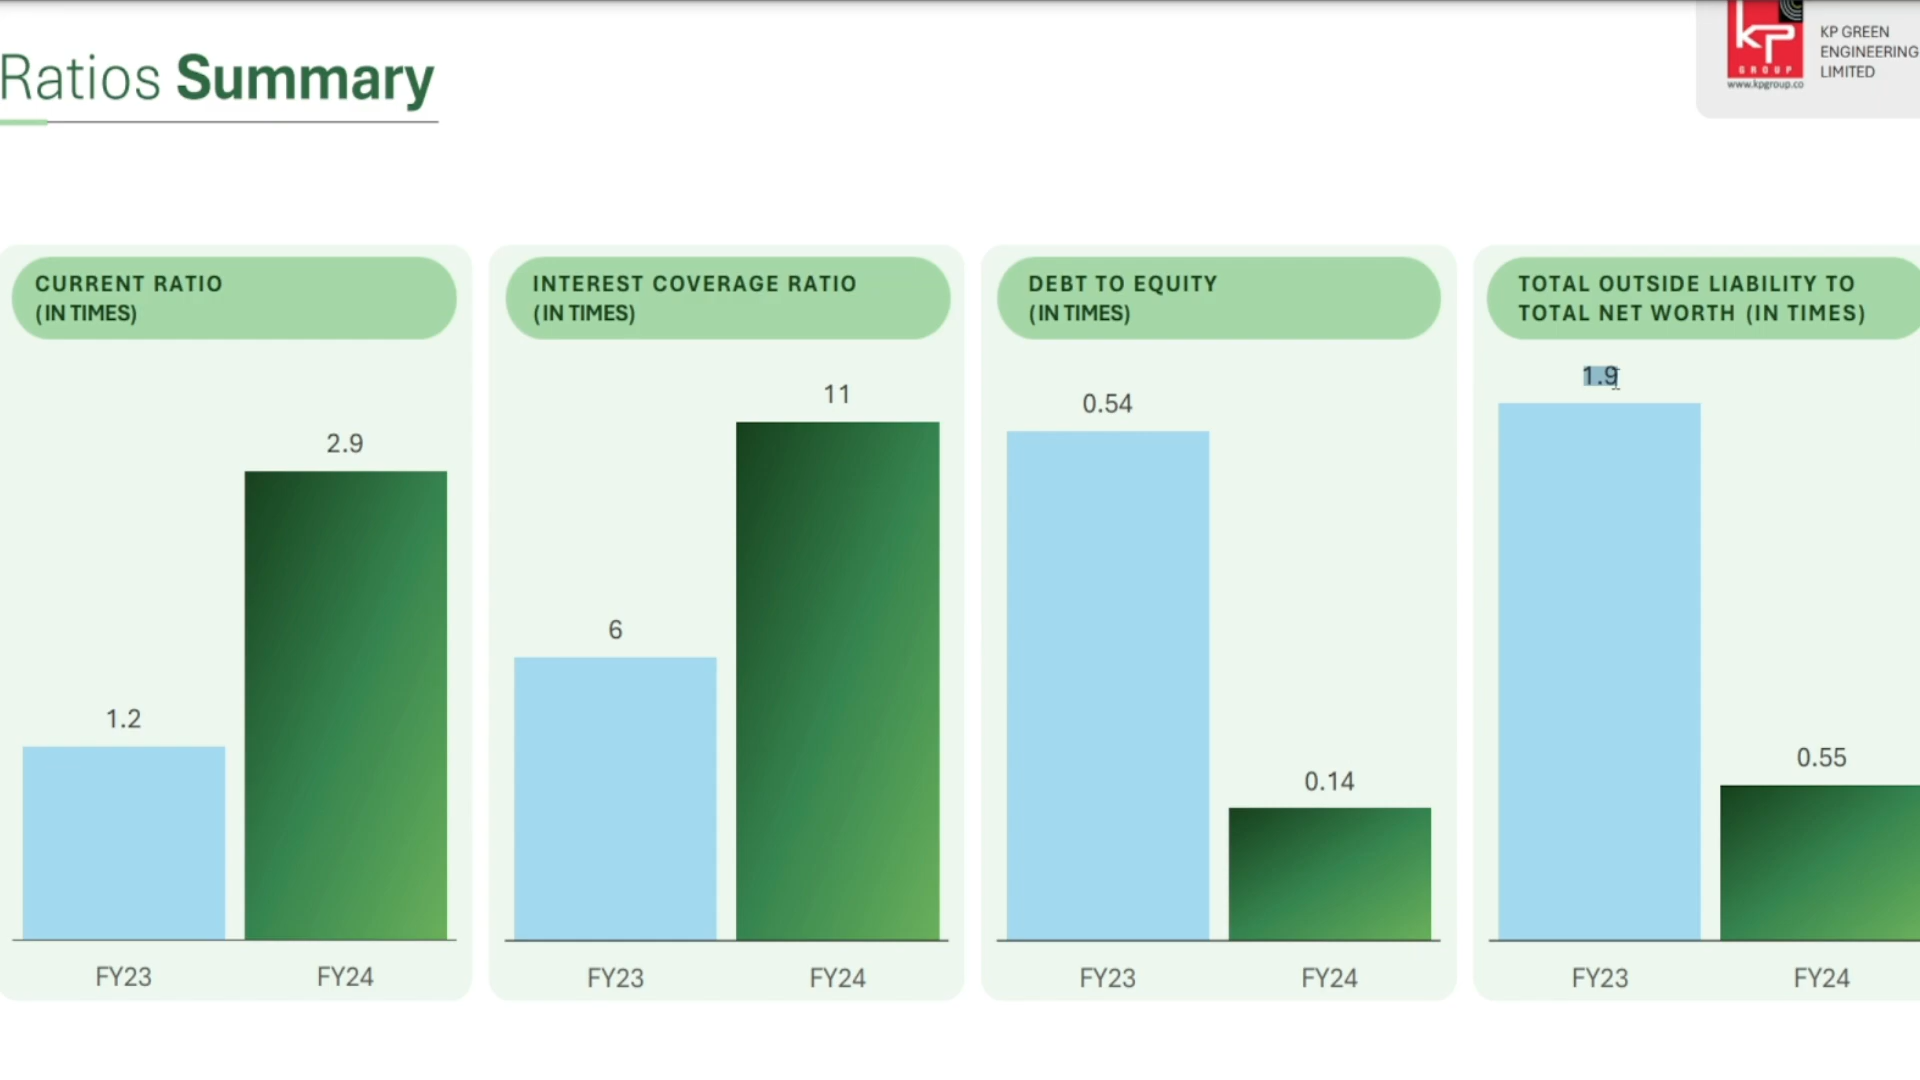 Ratios Summary
KP
GROUP
www.kpgroup.co
KP GREEN
ENGINEERING
LIMITED
CURRENT RATIO
(IN TIMES)
2.9
1.2
FY23 FY24
INTEREST COVERAGE RATIO
(IN TIMES)
11
6
FY23 FY24
DEBT TO EQUITY
(IN TIMES)
0.54
0.14
FY23 FY24
TOTAL OUTSIDE LIABILITY TO
TOTAL NET WORTH (IN TIMES)
1.9
0.55
FY23 FY24